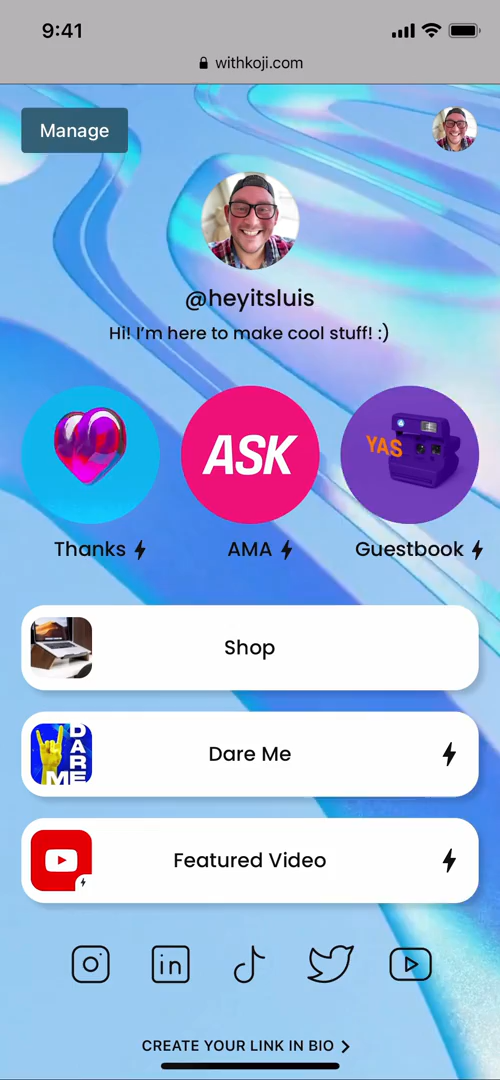 9:41
withkoji.com
Manage
@heyitsluis
Hi! I'm here to make cool stuff! :)
ASK
YAS
Thanks
AMA
Guestbook
Shop
DARE ME
Dare Me
Featured Video
in
CREATE YOUR LINK IN BIO >